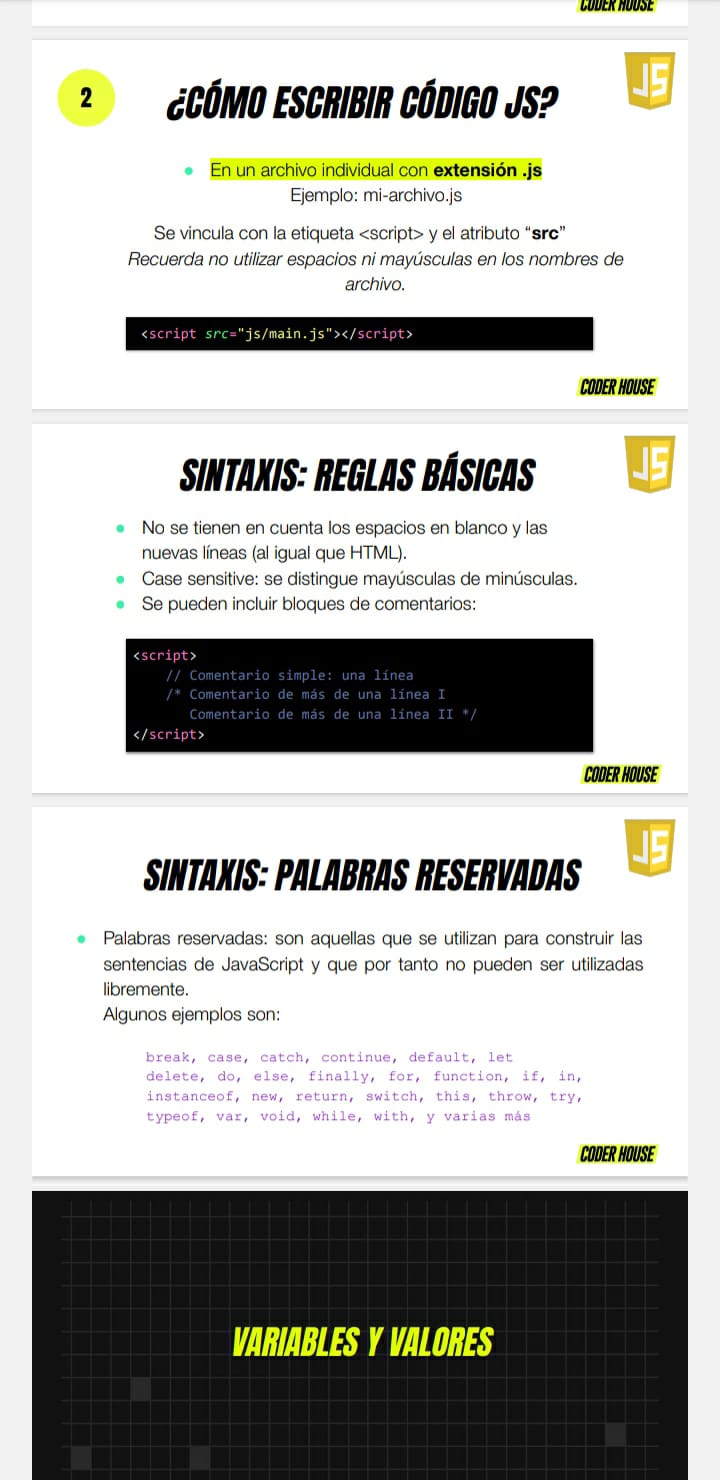 CODER HOUSE
2
¿CÓMO ESCRIBIR CÓDIGO JS?
JS
En un archivo individual con extensión .js
Ejemplo: mi-archivo.js
Se vincula con la etiqueta <script> y el atributo “src”
Recuerda no utilizar espacios ni mayúsculas en los nombres de
archivo.
<script src="js/main.js"></script>
CODER HOUSE
SINTAXIS: REGLAS BÁSICAS
JS
No se tienen en cuenta los espacios en blanco y las
nuevas líneas (al igual que HTML).
Case sensitive: se distingue mayúsculas de minúsculas.
Se pueden incluir bloques de comentarios:
<script>
// Comentario simple: una línea
/* Comentario de más de una línea I
Comentario de más de una línea II */
</script>
CODER HOUSE
SINTAXIS: PALABRAS RESERVADAS
JS
Palabras reservadas: son aquellas que se utilizan para construir las
sentencias de JavaScript y que por tanto no pueden ser utilizadas
libremente.
Algunos ejemplos son:
break, case, catch, continue, default, let
delete, do, else, finally, for, function, if, in,
instanceof, new, return, switch, this, throw, try,
typeof, var, void, while, with, y varias más
CODER HOUSE
VARIABLES Y VALORES